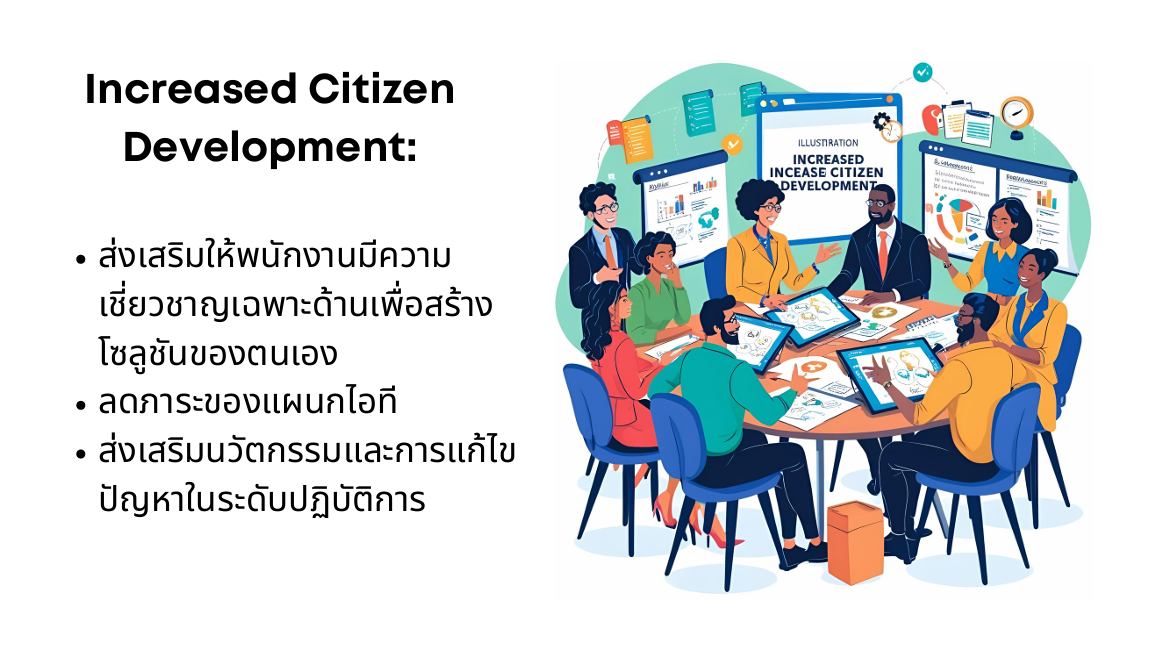 Increased Citizen
Development:
• ส่งเสริมให้พนักงานมีความ
เชี่ยวชาญเฉพาะด้านเพื่อสร้าง
โซลูชันของตนเอง
• ลดภาระของแผนกไอที
• ส่งเสริมนวัตกรรมและการแก้ไข
ปัญหาในระดับปฏิบัติการ
ILLUSTRATION
INCREASED
INCEASE CITIZEN
DEVELOPMENT